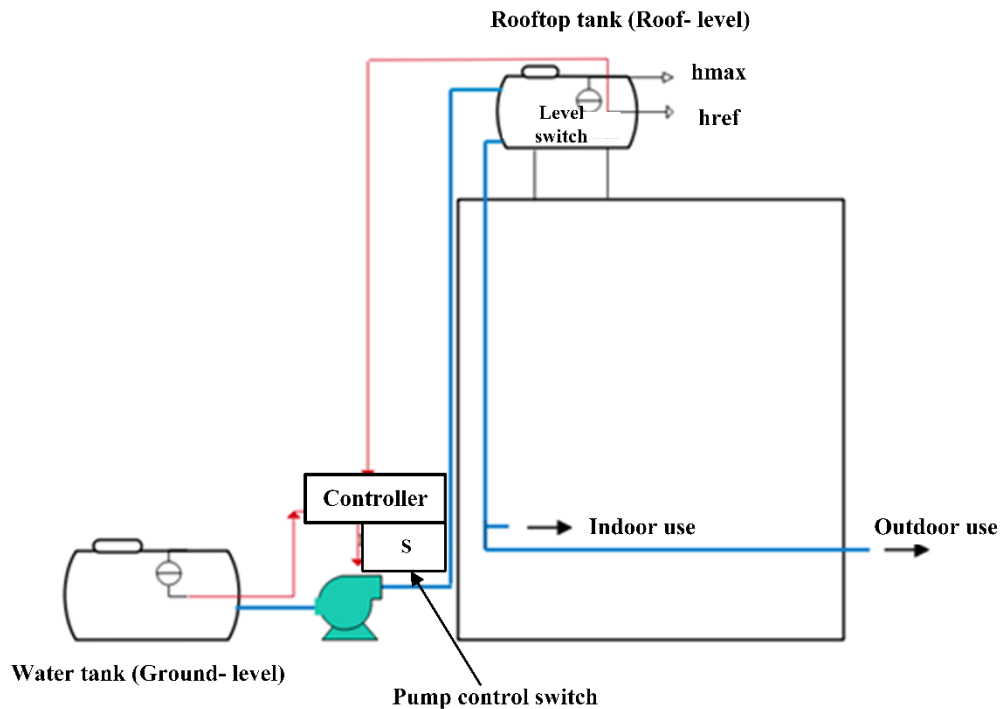 Rooftop tank (Roof- level)
hmax
href
Level
switch
Controller
S
Indoor use
Outdoor use
Water tank (Ground- level)
Pump control switch